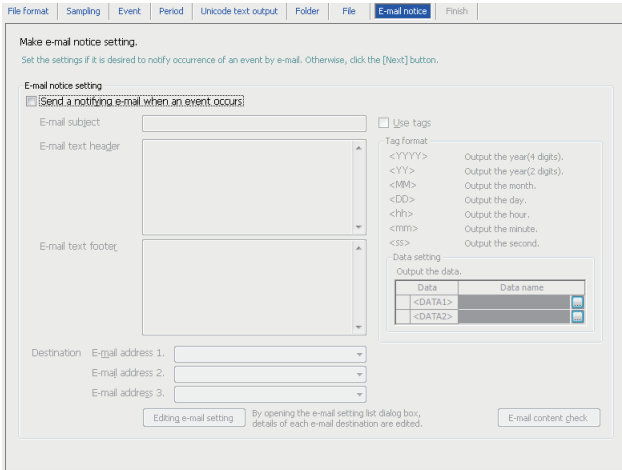 File format Sampling Event Period Unicode text output Folder File E-mail notice Finish
Make e-mail notice setting.
Set the settings if it is desired to notify occurrence of an event by e-mail. Otherwise, click the [Next] button.
E-mail notice setting
Send a notifying e-mail when an event occurs
E-mail subject
Use tags
E-mail text header
Tag format
<YYYY> Output the year(4 digits).
<YY> Output the year(2 digits).
<MM> Output the month.
<DD> Output the day.
<hh> Output the hour.
<mm> Output the minute.
<ss> Output the second.
E-mail text footer
Data setting
Output the data.
Data Data name
<DATA1> ...
<DATA2> ...
Destination E-mail address 1.
E-mail address 2.
E-mail address 3.
Editing e-mail setting
By opening the e-mail setting list dialog box,
details of each e-mail destination are edited.
E-mail content check